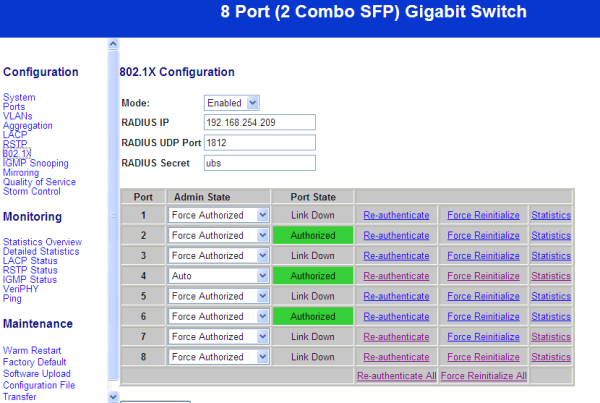 8 Port (2 Combo SFP) Gigabit Switch
Configuration
System
Ports
VLANs
Aggregation
LACP
RSTP
802.1X
IGMP Snooping
Mirroring
Quality of Service
Storm Control
Monitoring
Statistics Overview
Detailed Statistics
LACP Status
RSTP Status
IGMP Status
VeriPHY
Ping
Maintenance
Warm Restart
Factory Default
Software Upload
Configuration File
Transfer
802.1X Configuration
Mode: Enabled
RADIUS IP 192.168.254.209
RADIUS UDP Port 1812
RADIUS Secret ubs
Port Admin State Port State
1 Force Authorized Link Down Re-authenticate Force Reinitialize Statistics
2 Force Authorized Authorized Re-authenticate Force Reinitialize Statistics
3 Force Authorized Link Down Re-authenticate Force Reinitialize Statistics
4 Auto Authorized Re-authenticate Force Reinitialize Statistics
5 Force Authorized Link Down Re-authenticate Force Reinitialize Statistics
6 Force Authorized Authorized Re-authenticate Force Reinitialize Statistics
7 Force Authorized Link Down Re-authenticate Force Reinitialize Statistics
8 Force Authorized Link Down Re-authenticate Force Reinitialize Statistics
Re-authenticate All Force Reinitialize All